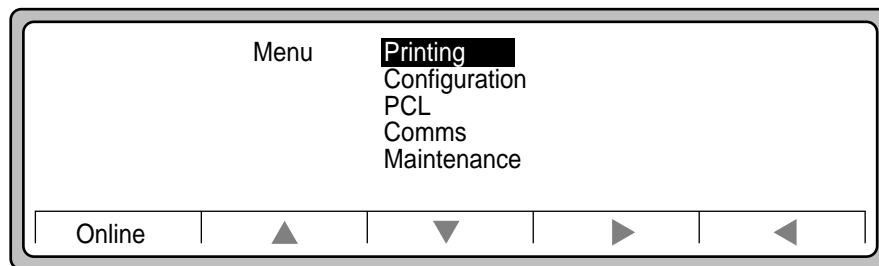 Menu Printing
Configuration
PCL
Comms
Maintenance
Online